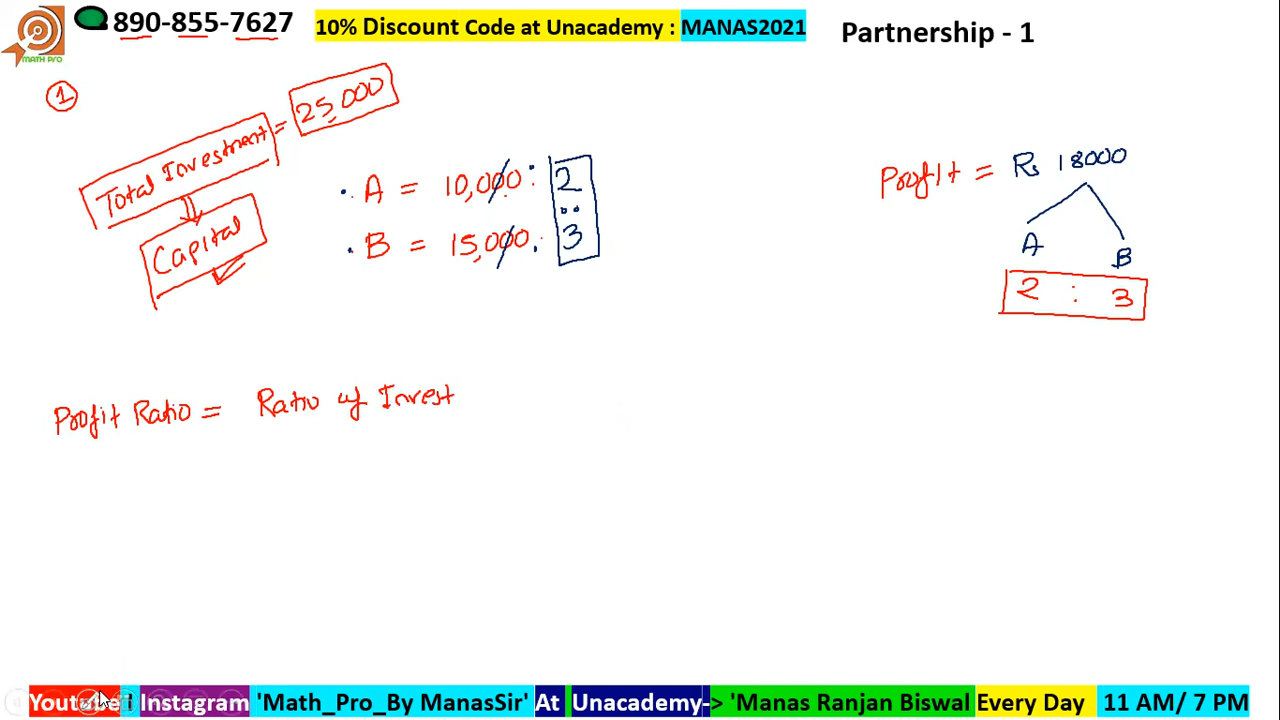 MATH PRO
890-855-7627
10% Discount Code at Unacademy : MANAS2021
Partnership - 1
1
Total Investment = 25,000
Capital
A = 10,000 : 2
:
B = 15,000 : 3
Profit = Rs 18000
A B
2 : 3
Profit Ratio = Ratio of Invest
Instagram 'Math_Pro_By ManasSir' At Unacademy-> 'Manas Ranjan Biswal Every Day 11 AM/ 7 PM